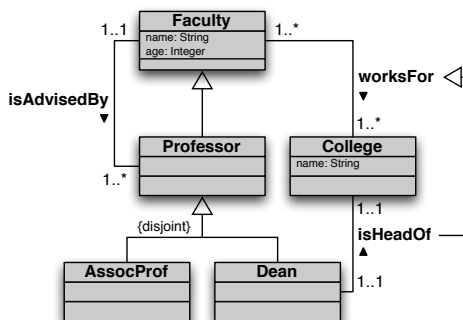 Faculty
1..1
name: String
age: Integer
1..*
isAdvisedBy
worksFor
1..*
Professor
College
name: String
1..*
1..1
{disjoint}
isHeadOf
AssocProf
Dean
1..1